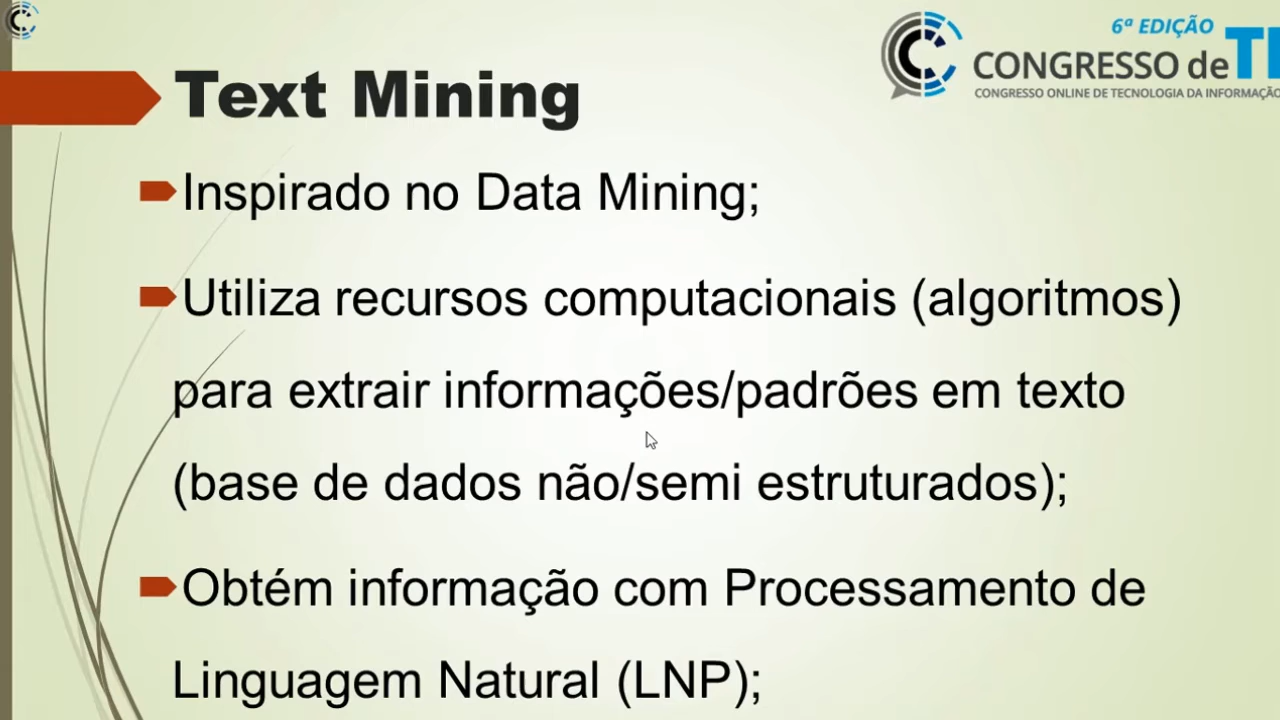 6ª EDIÇÃO
CONGRESSO de TI
CONGRESSO ONLINE DE TECNOLOGIA DA INFORMAÇÃO
Text Mining
Inspirado no Data Mining;
Utiliza recursos computacionais (algoritmos)
para extrair informações/padrões em texto
(base de dados não/semi estruturados);
Obtém informação com Processamento de
Linguagem Natural (LNP);